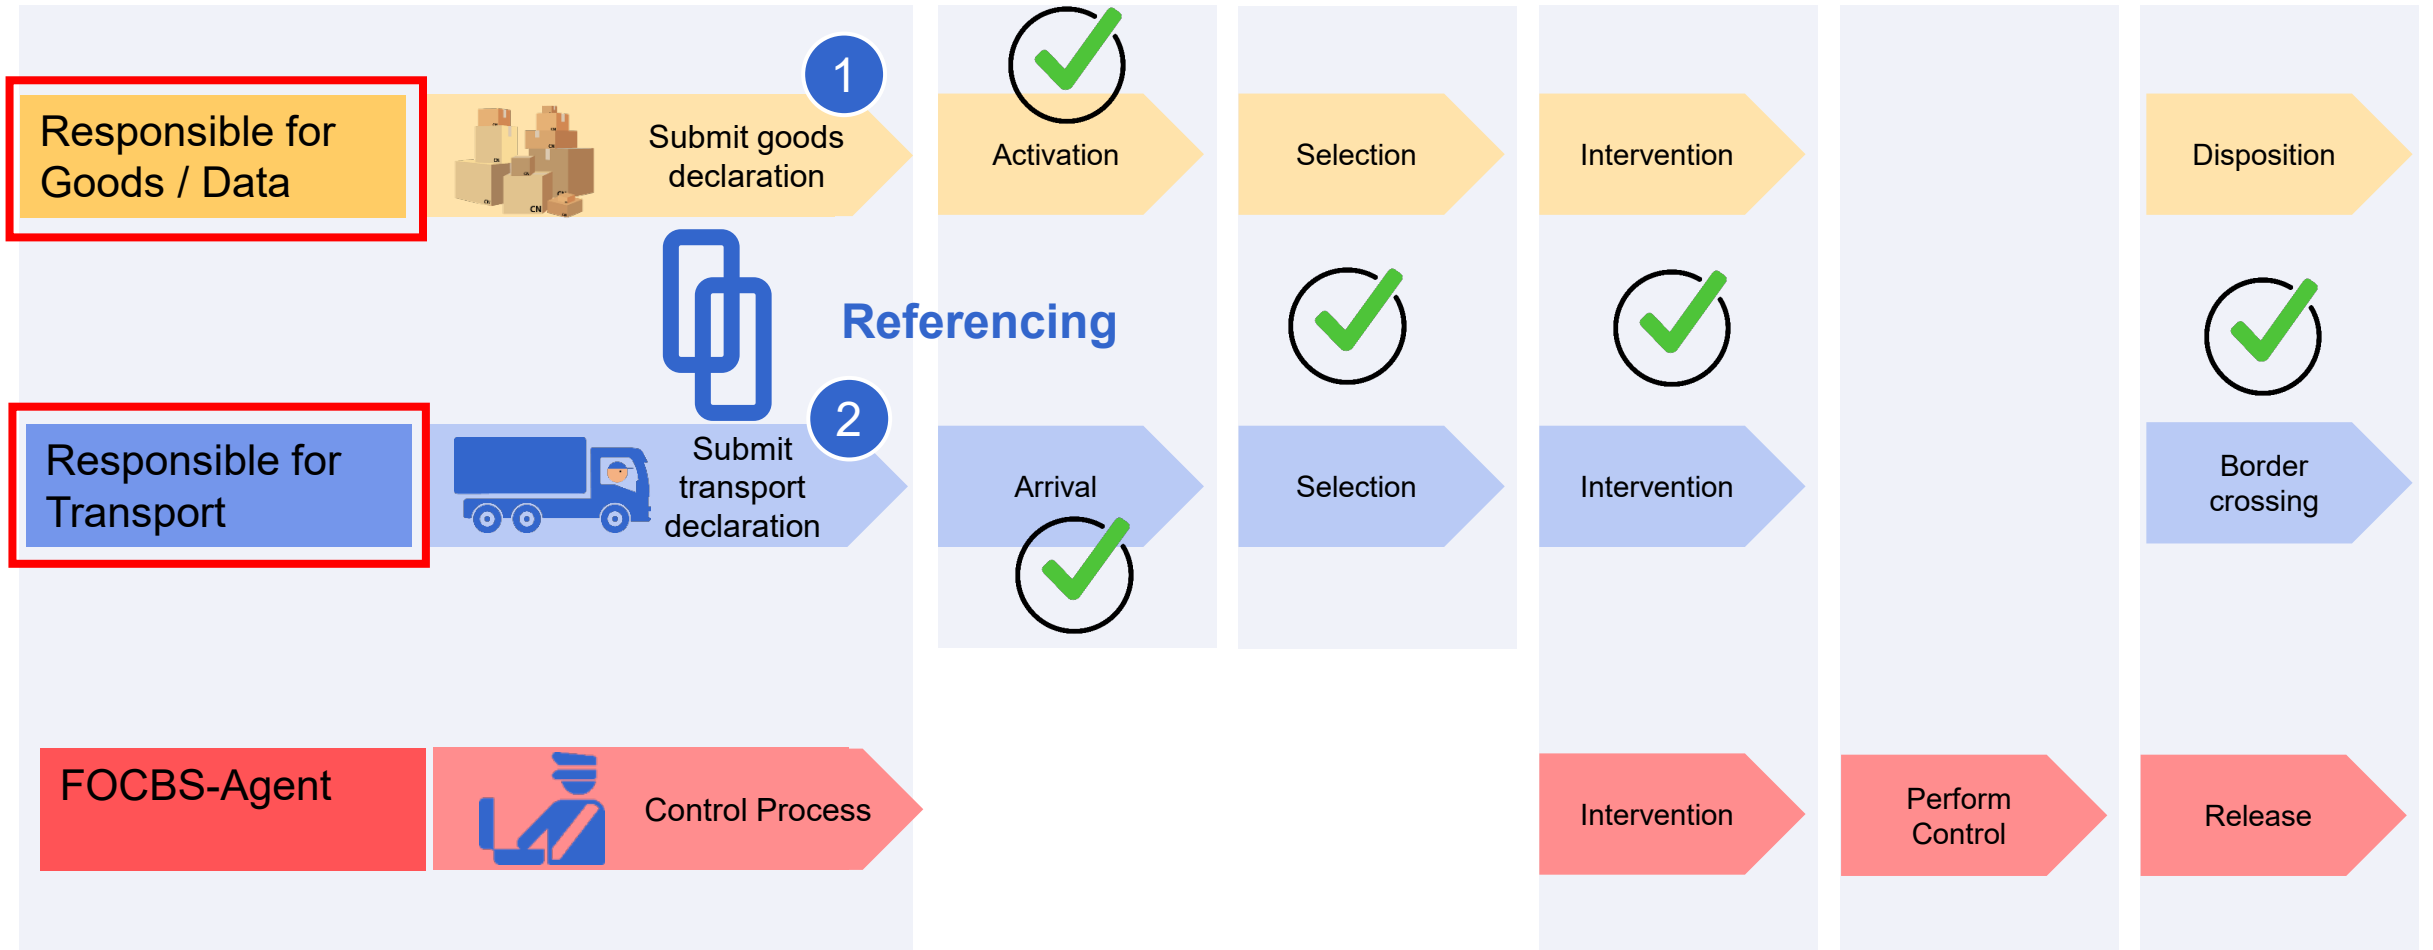 1
Responsible for
Goods / Data
Submit goods
declaration
Activation
Selection
Intervention
Disposition
CN
Referencing
2
Responsible for
Transport
Submit
transport
declaration
Arrival
Selection
Intervention
Border
crossing
FOCBS-Agent
Control Process
Intervention
Perform
Control
Release